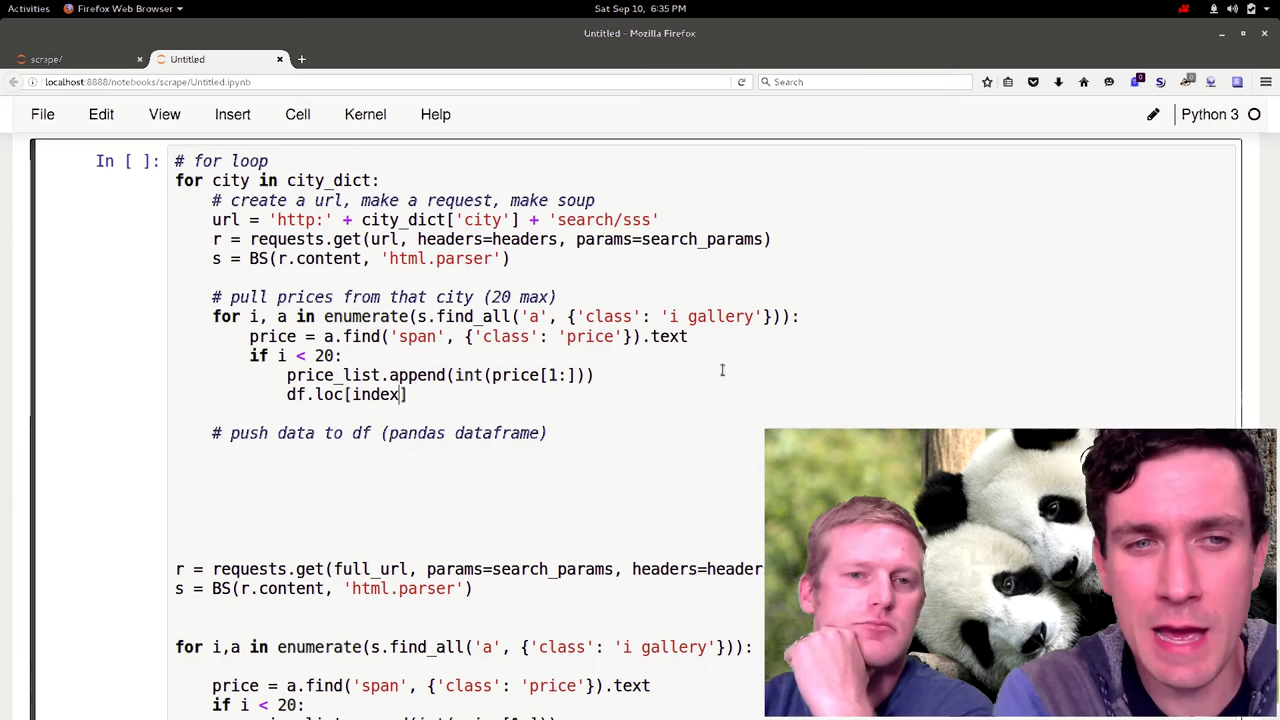 Activities Firefox Web Browser Sat Sep 10, 6:35 PM
Untitled - Mozilla Firefox
scrape/ Untitled
localhost:8888/notebooks/scrape/Untitled.ipynb Search 0 0
File Edit View Insert Cell Kernel Help Python 3
In [ ]: # for loop
for city in city_dict:
# create a url, make a request, make soup
url = 'http:' + city_dict['city'] + 'search/sss'
r = requests.get(url, headers=headers, params=search_params)
s = BS(r.content, 'html.parser')
# pull prices from that city (20 max)
for i, a in enumerate(s.find_all('a', {'class': 'i gallery'})):
price = a.find('span', {'class': 'price'}).text
if i < 20:
price_list.append(int(price[1:]))
df.loc[index]
# push data to df (pandas dataframe)
r = requests.get(full_url, params=search_params, headers=header
s = BS(r.content, 'html.parser')
for i,a in enumerate(s.find_all('a', {'class': 'i gallery'})):
price = a.find('span', {'class': 'price'}).text
if i < 20: